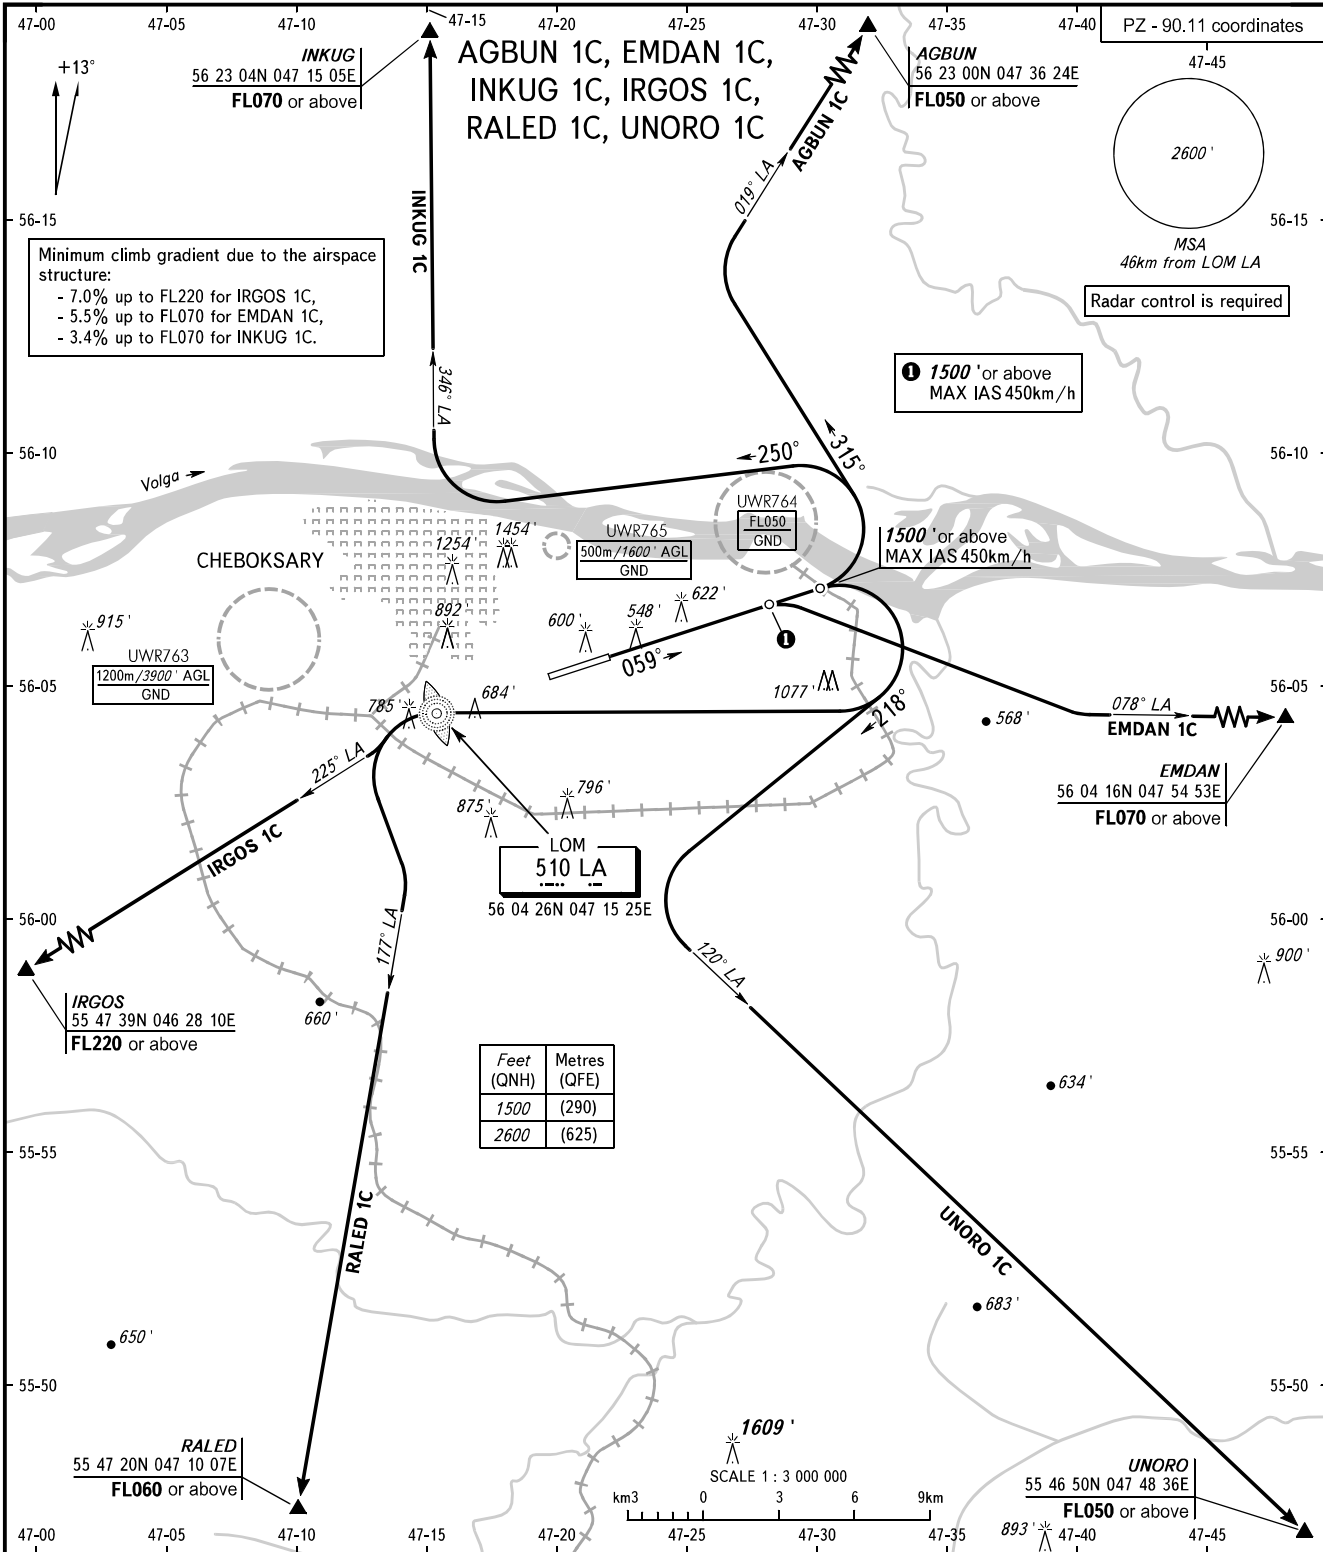 47-00
47-05
47-10
47-15
47-20
47-25
47-30
47-35
47-40
PZ - 90.11 coordinates
47-45
+13°
INKUG
56 23 04N 047 15 05E
FL070 or above
AGBUN 1C, EMDAN 1C,
INKUG 1C, IRGOS 1C,
RALED 1C, UNORO 1C
AGBUN
56 23 00N 047 36 24E
FL050 or above
2600 '
MSA
46km from LOM LA
Radar control is required
56-15
56-15
Minimum climb gradient due to the airspace
structure:
- 7.0% up to FL220 for IRGOS 1C,
- 5.5% up to FL070 for EMDAN 1C,
- 3.4% up to FL070 for INKUG 1C.
INKUG 1C
346° LA
AGBUN 1C
019° LA
1 1500 ' or above
MAX IAS 450km/h
56-10
56-10
250°
315°
Volga
CHEBOKSARY
1254 '
1454 '
892 '
UWR765
500m/1600 ' AGL
GND
UWR764
FL050
GND
1500 ' or above
MAX IAS 450km/h
915 '
UWR763
1200m/3900 ' AGL
GND
600 '
548 '
622 '
059°
1
1077 '
218°
56-05
56-05
785 '
684 '
568 '
078° LA
EMDAN 1C
EMDAN
56 04 16N 047 54 53E
FL070 or above
225° LA
IRGOS 1C
875 '
796 '
LOM
510 LA
56 04 26N 047 15 25E
56-00
56-00
177° LA
120° LA
900 '
IRGOS
55 47 39N 046 28 10E
FL220 or above
660 '
Feet
(QNH)
Metres
(QFE)
1500
(290)
2600
(625)
634 '
55-55
55-55
RALED 1C
UNORO 1C
683 '
650 '
55-50
55-50
1609 '
RALED
55 47 20N 047 10 07E
FL060 or above
SCALE 1 : 3 000 000
km3
0
3
6
9km
UNORO
55 46 50N 047 48 36E
FL050 or above
893 '
47-00
47-05
47-10
47-15
47-20
47-25
47-30
47-35
47-40
47-45